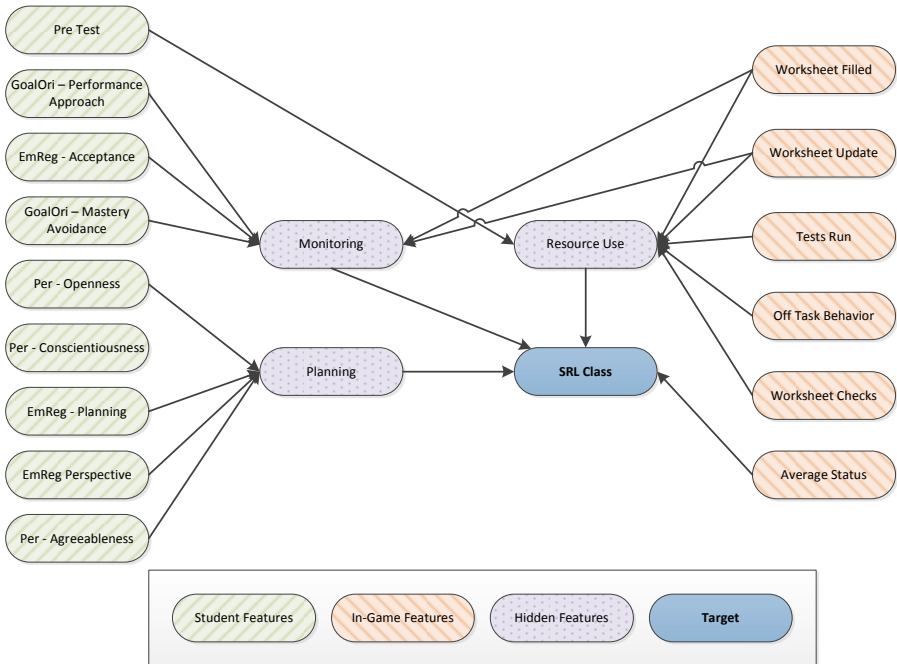 Pre Test
GoalOri – Performance
Approach
EmReg - Acceptance
GoalOri – Mastery
Avoidance
Per - Openness
Per - Conscientiousness
EmReg - Planning
EmReg Perspective
Per - Agreeableness
Monitoring
Planning
Resource Use
SRL Class
Worksheet Filled
Worksheet Update
Tests Run
Off Task Behavior
Worksheet Checks
Average Status
Student Features
In-Game Features
Hidden Features
Target